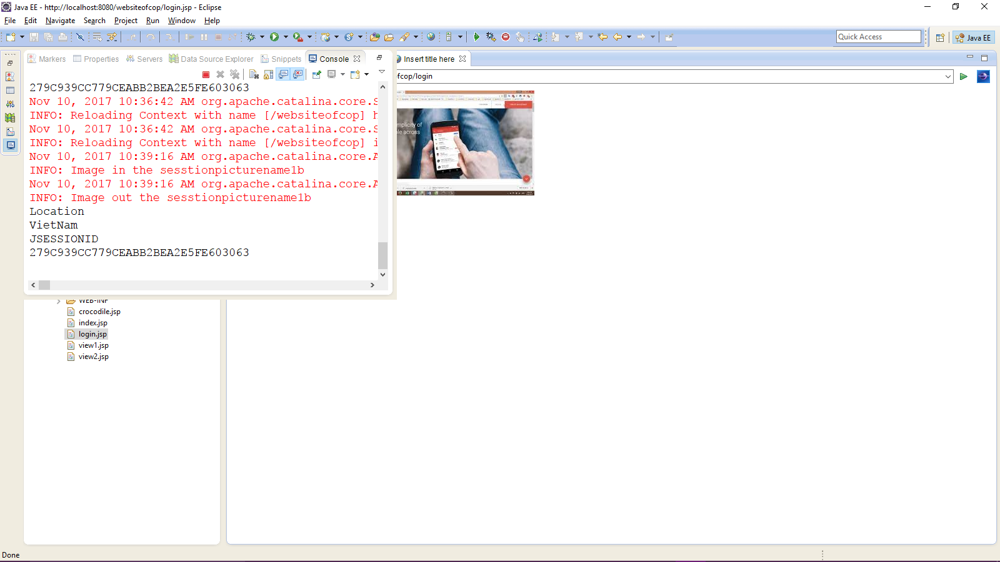 Java EE - http://localhost:8080/websiteofcop/login.jsp - Eclipse
File Edit Navigate Search Project Run Window Help
Quick Access
Java EE
Markers Properties Servers Data Source Explorer Snippets Console
Insert title here
fcop/login
279C939CC779CEABB2BEA2E5FE603063
Nov 10, 2017 10:36:42 AM org.apache.catalina.core.S
INFO: Reloading Context with name [/websiteofcop] h
Nov 10, 2017 10:36:42 AM org.apache.catalina.core.S
INFO: Reloading Context with name [/websiteofcop] i
Nov 10, 2017 10:39:16 AM org.apache.catalina.core.A
INFO: Image in the sesstionpicturename1b
Nov 10, 2017 10:39:16 AM org.apache.catalina.core.A
INFO: Image out the sesstionpicturename1b
Location
VietNam
JSESSIONID
279C939CC779CEABB2BEA2E5FE603063
mplicity of
le across
WEB-INF
crocodile.jsp
index.jsp
login.jsp
view1.jsp
view2.jsp
Done